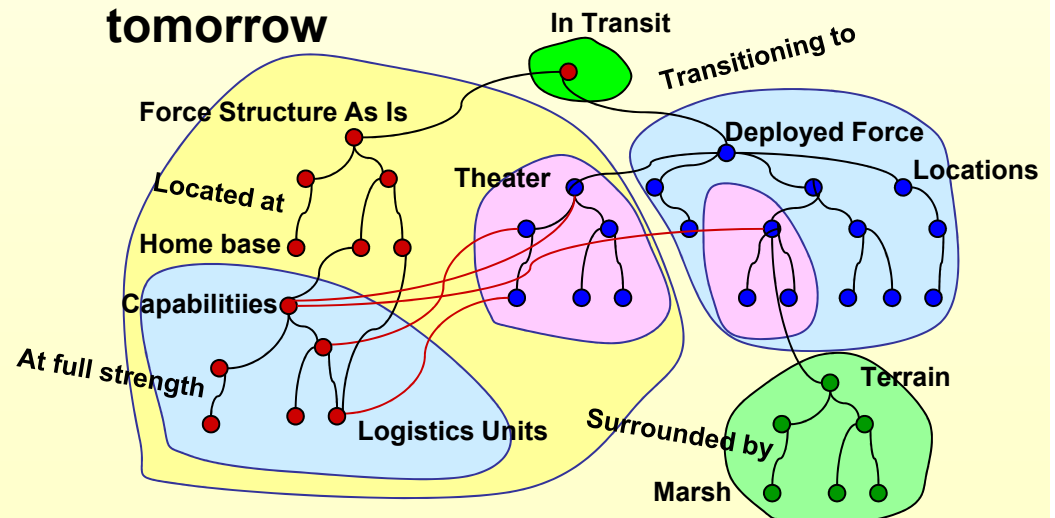 tomorrow
In Transit
Transitioning to
Force Structure As Is
Deployed Force
Located at
Theater
Locations
Home base
Capabilitiies
At full strength
Logistics Units
Terrain
Surrounded by
Marsh